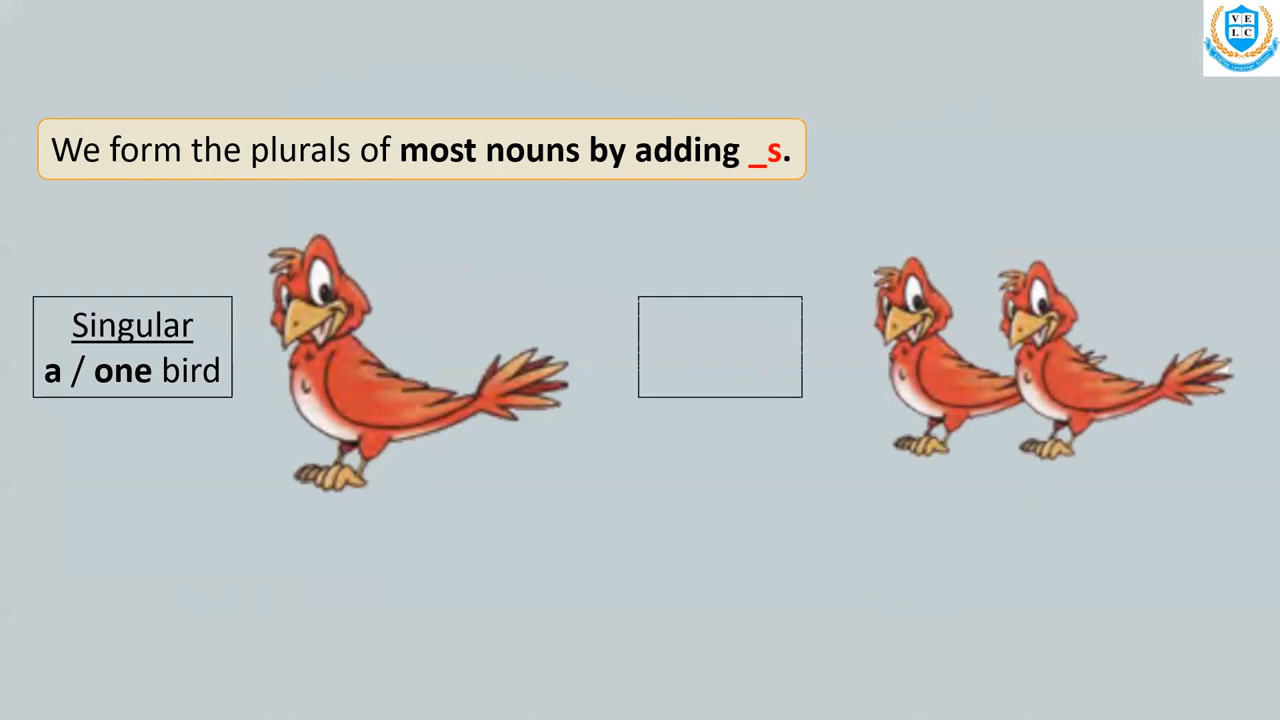 V E
L C
We form the plurals of most nouns by adding _s.
Singular
a / one bird